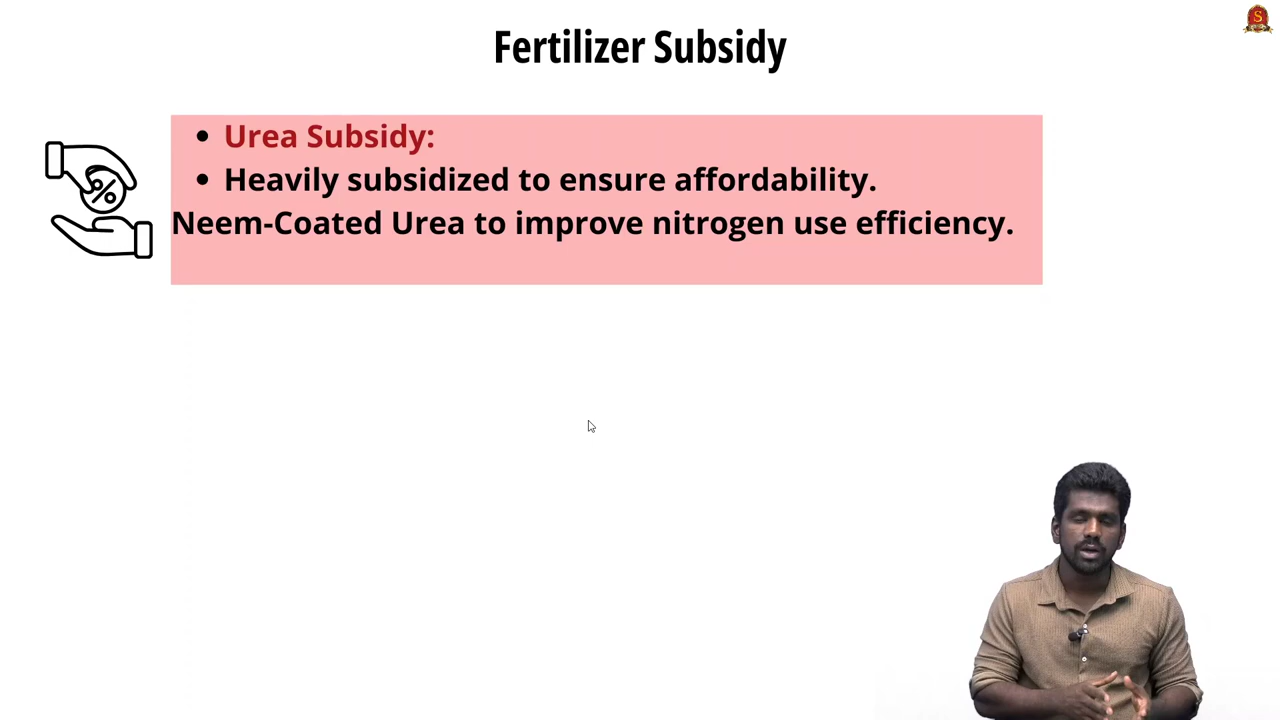 Fertilizer Subsidy
• Urea Subsidy:
• Heavily subsidized to ensure affordability.
Neem-Coated Urea to improve nitrogen use efficiency.